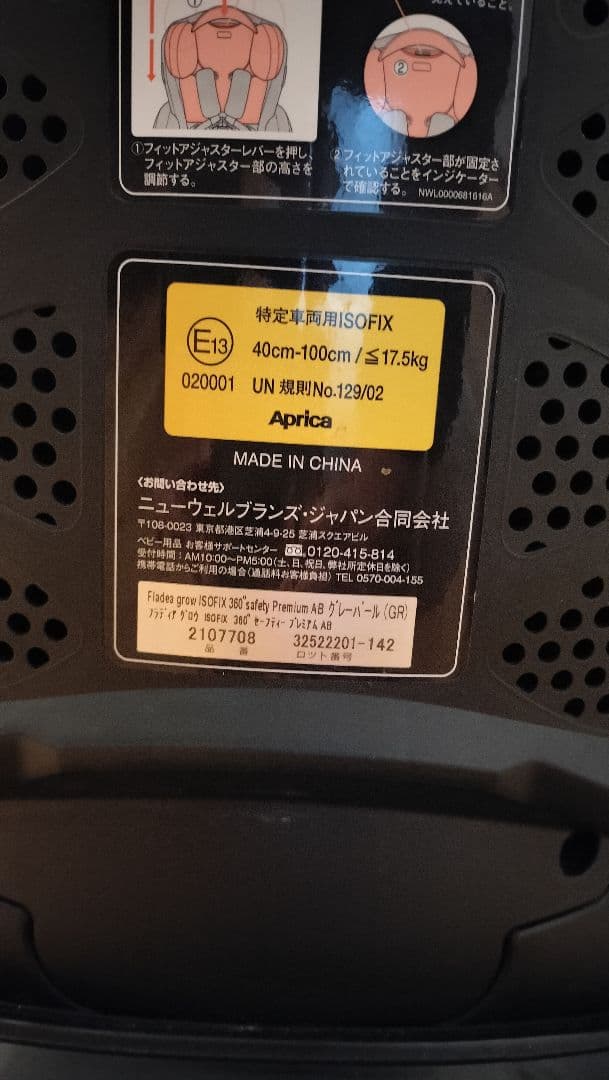 ①
えていること。
②
①フィットアジャスターレバーを押し、
フィットアジャスター部の高さを
調節する。
2フィットアジャスター部が固定さ
れていることをインジケーター
で確認する。 NWL0000681616A
特定車両用ISOFIX
E13 40cm-100cm/≦17.5kg
020001 UN 規則No.129/02
Aprica
MADE IN CHINA
〈お問い合わせ先〉
ニューウェルブランズ・ジャパン合同会社
〒108-0023 東京都港区芝浦4-9-25 芝浦スクエアビル
ベビー用品 お客様サポートセンター 0120-415-814
受付時間：AM10:00〜PM5:00(土、日、祝日、弊社所定休日を除く)
携帯電話からご利用の場合(通話料お客様負担) TEL 0570-004-155
Fladea grow ISOFIX 360°safety Premium AB グレーパール(GR)
フラディア グロウ ISOFIX 360° セーフティー プレミアム AB
2107708 32522201-142
品番 ロット番号